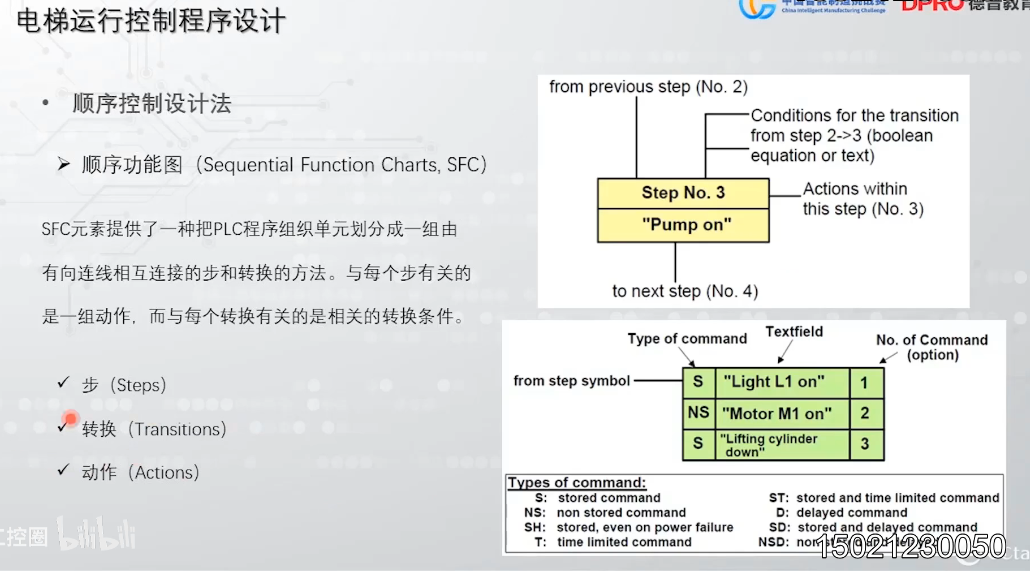 电梯运行控制程序设计
中国智能制造挑战赛
China Intelligent Manufacturing Challenge
DPRO 德普教育
• 顺序控制设计法
➢ 顺序功能图（Sequential Function Charts, SFC）
SFC元素提供了一种把PLC程序组织单元划分成一组由
有向连线相互连接的步和转换的方法。与每个步有关的
是一组动作，而与每个转换有关的是相关的转换条件。
✓ 步（Steps）
✓ 转换（Transitions）
✓ 动作（Actions）
from previous step (No. 2)
Conditions for the transition
from step 2->3 (boolean
equation or text)
Step No. 3
"Pump on"
Actions within
this step (No. 3)
to next step (No. 4)
Type of command
Textfield
No. of Command
(option)
from step symbol
S "Light L1 on" 1
NS "Motor M1 on" 2
S "Lifting cylinder
down" 3
Types of command:
S: stored command
NS: non stored command
SH: stored, even on power failure
T: time limited command
ST: stored and time limited command
D: delayed command
SD: stored and delayed command
NSD:
工控圈 bilibili
15021230050